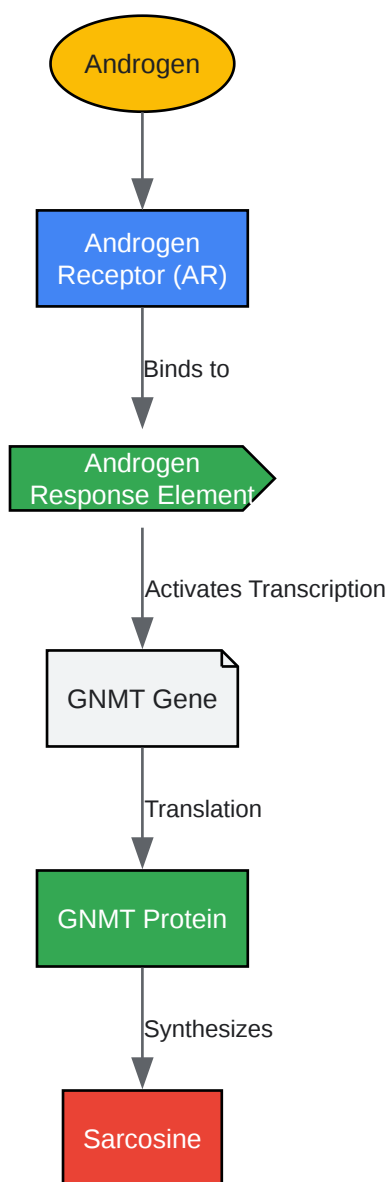 Androgen
Androgen
Receptor (AR)
Binds to
Androgen
Response Element
Activates Transcription
GNMT Gene
Translation
GNMT Protein
Synthesizes
Sarcosine